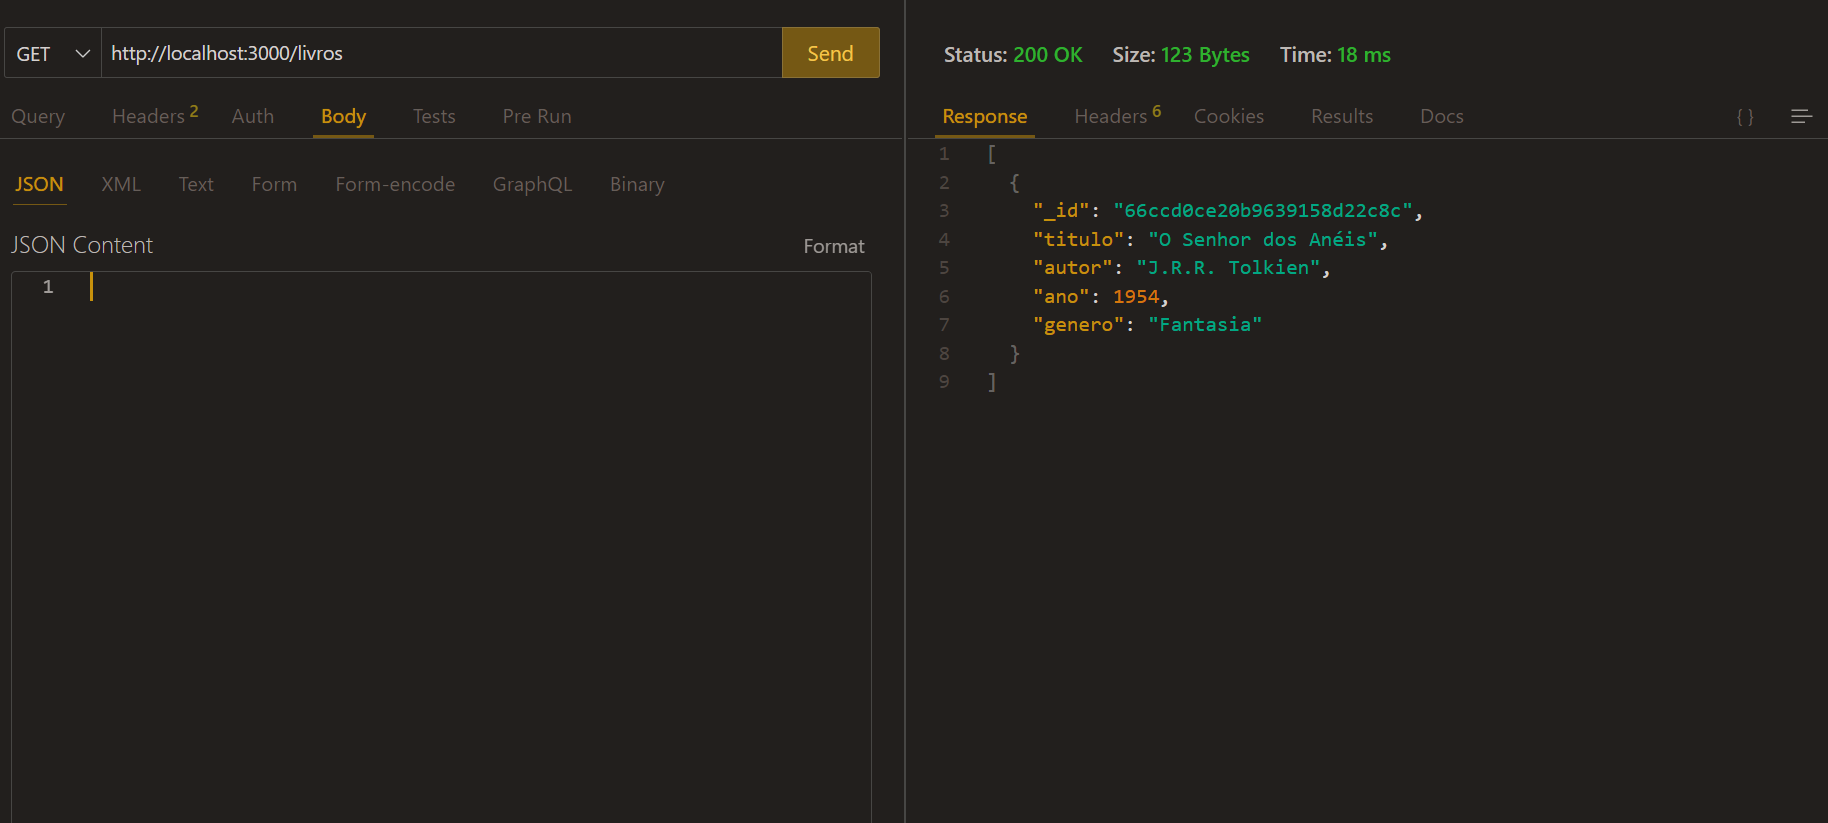 GET http://localhost:3000/livros Send
Query Headers 2 Auth Body Tests Pre Run
JSON XML Text Form Form-encode GraphQL Binary
JSON Content Format
1
Status: 200 OK Size: 123 Bytes Time: 18 ms
Response Headers 6 Cookies Results Docs { }
1 [
2 {
3 "_id": "66ccd0ce20b9639158d22c8c",
4 "titulo": "O Senhor dos Anéis",
5 "autor": "J.R.R. Tolkien",
6 "ano": 1954,
7 "genero": "Fantasia"
8 }
9 ]